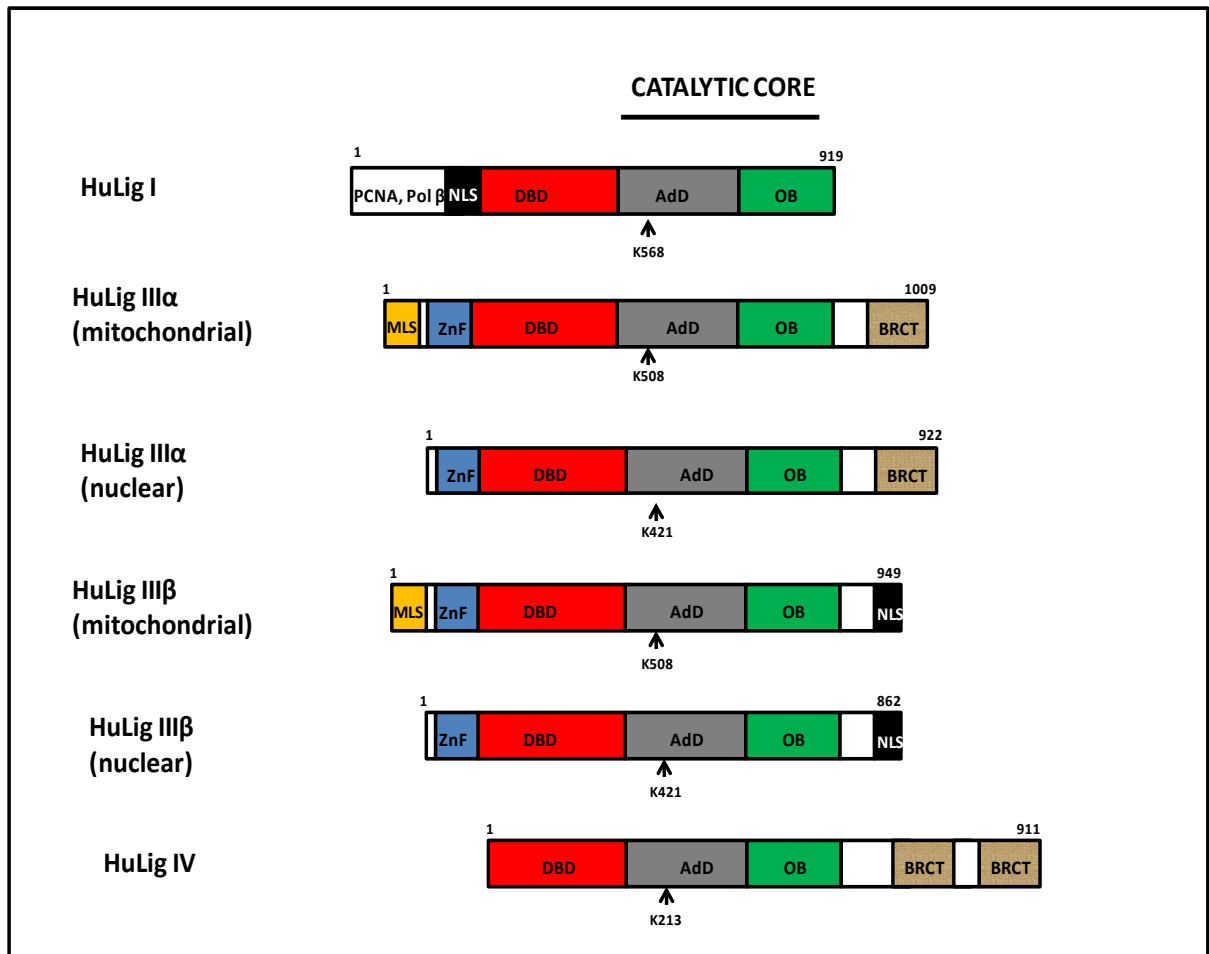 CATALYTIC CORE
1
919
HuLig I
PCNA, Pol β
NLS
DBD
AdD
OB
K568
HuLig IIIα
(mitochondrial)
1
1009
MLS
ZnF
DBD
AdD
OB
BRCT
K508
HuLig IIIα
(nuclear)
1
922
ZnF
DBD
AdD
OB
BRCT
K421
HuLig IIIβ
(mitochondrial)
1
949
MLS
ZnF
DBD
AdD
OB
NLS
K508
HuLig IIIβ
(nuclear)
1
862
ZnF
DBD
AdD
OB
NLS
K421
HuLig IV
1
911
DBD
AdD
OB
BRCT
BRCT
K213